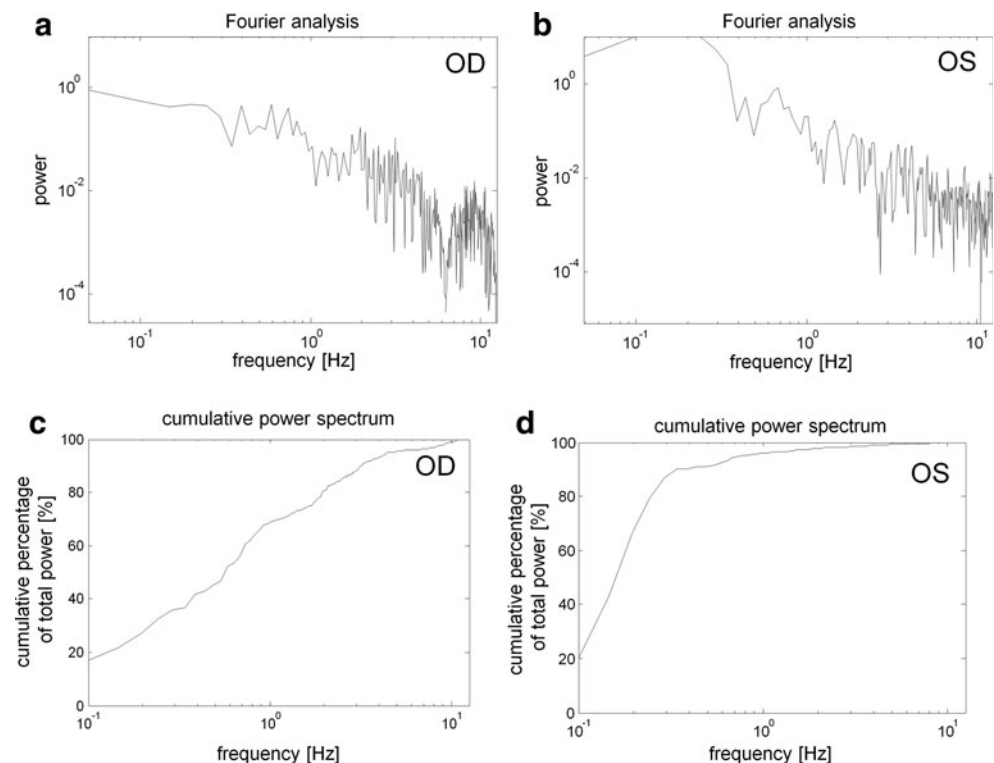 a
Fourier analysis
OD
power
10^0
10^-2
10^-4
10^-1
10^0
10^1
frequency [Hz]
b
Fourier analysis
OS
power
10^0
10^-2
10^-4
10^-1
10^0
10^1
frequency [Hz]
c
cumulative power spectrum
OD
cumulative percentage
of total power [%]
100
80
60
40
20
0
10^-1
10^0
10^1
frequency [Hz]
d
cumulative power spectrum
OS
cumulative percentage
of total power [%]
100
80
60
40
20
0
10^-1
10^0
10^1
frequency [Hz]